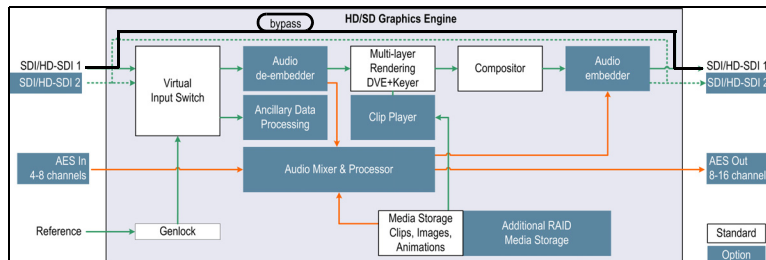 HD/SD Graphics Engine
bypass
SDI/HD-SDI 1
SDI/HD-SDI 2
Virtual
Input Switch
Audio
de-embedder
Multi-layer
Rendering
DVE+Keyer
Compositor
Audio
embedder
SDI/HD-SDI 1
SDI/HD-SDI 2
Ancillary Data
Processing
Clip Player
AES In
4-8 channels
Audio Mixer & Processor
AES Out
8-16 channel
Reference
Genlock
Media Storage
Clips, Images,
Animations
Additional RAID
Media Storage
Standard
Option